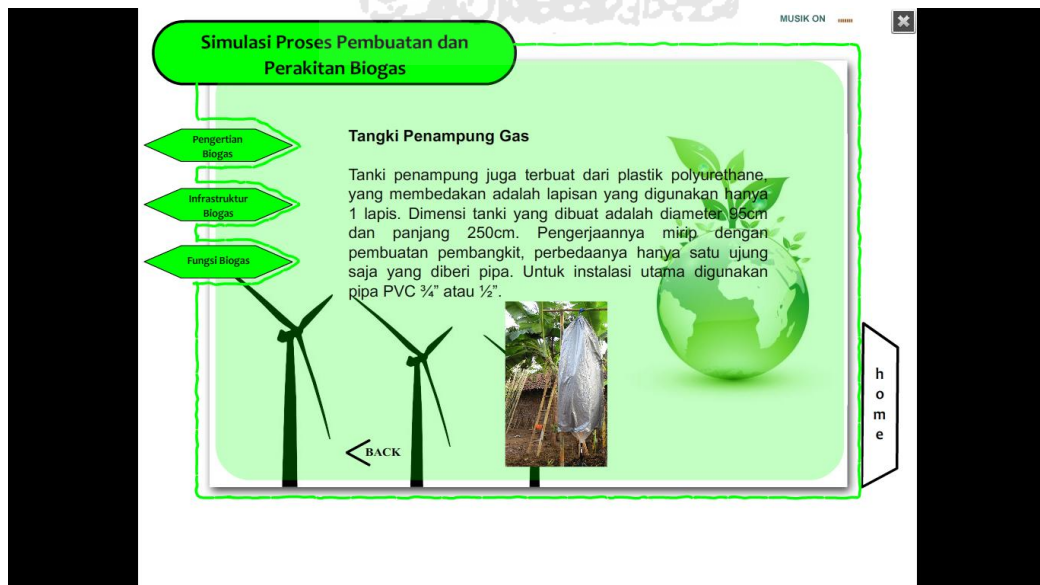 MUSIK ON
Simulasi Proses Pembuatan dan
Perakitan Biogas
Pengertian
Biogas
Infrastruktur
Biogas
Fungsi Biogas
Tangki Penampung Gas
Tanki penampung juga terbuat dari plastik polyurethane,
yang membedakan adalah lapisan yang digunakan hanya
1 lapis. Dimensi tanki yang dibuat adalah diameter 95cm
dan panjang 250cm. Pengerjaannya mirip dengan
pembuatan pembangkit, perbedaanya hanya satu ujung
saja yang diberi pipa. Untuk instalasi utama digunakan
pipa PVC ¾” atau ½”.
BACK
h
o
m
e